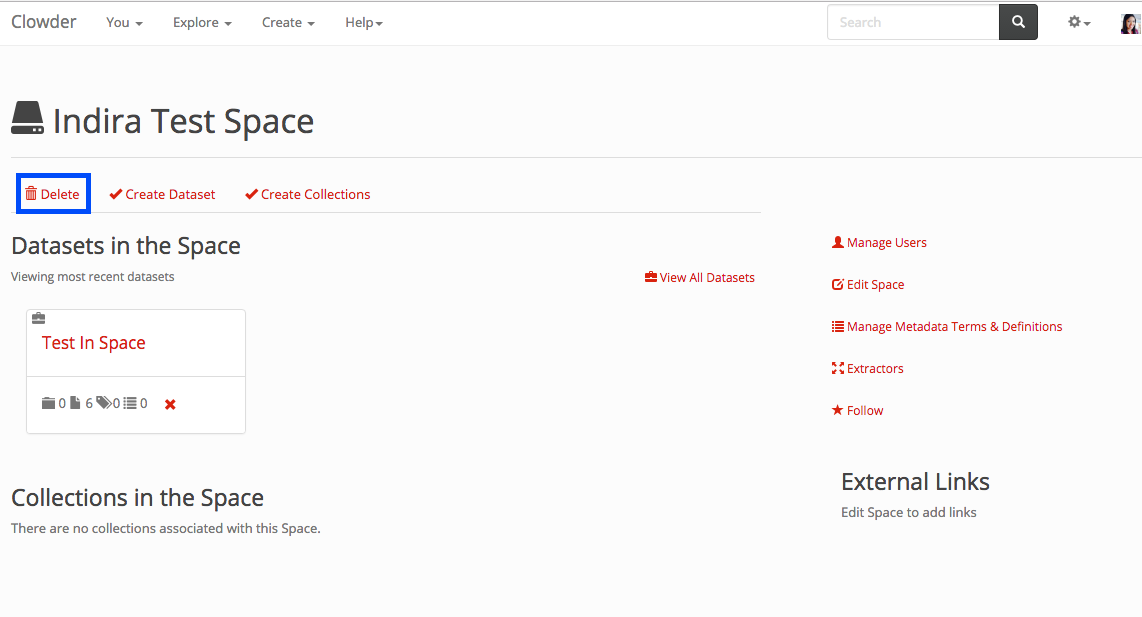 Clowder You Explore Create Help Search
Indira Test Space
Delete Create Dataset Create Collections
Datasets in the Space
Viewing most recent datasets
View All Datasets
Test In Space
0 6 0 0
Collections in the Space
There are no collections associated with this Space.
Manage Users
Edit Space
Manage Metadata Terms & Definitions
Extractors
Follow
External Links
Edit Space to add links